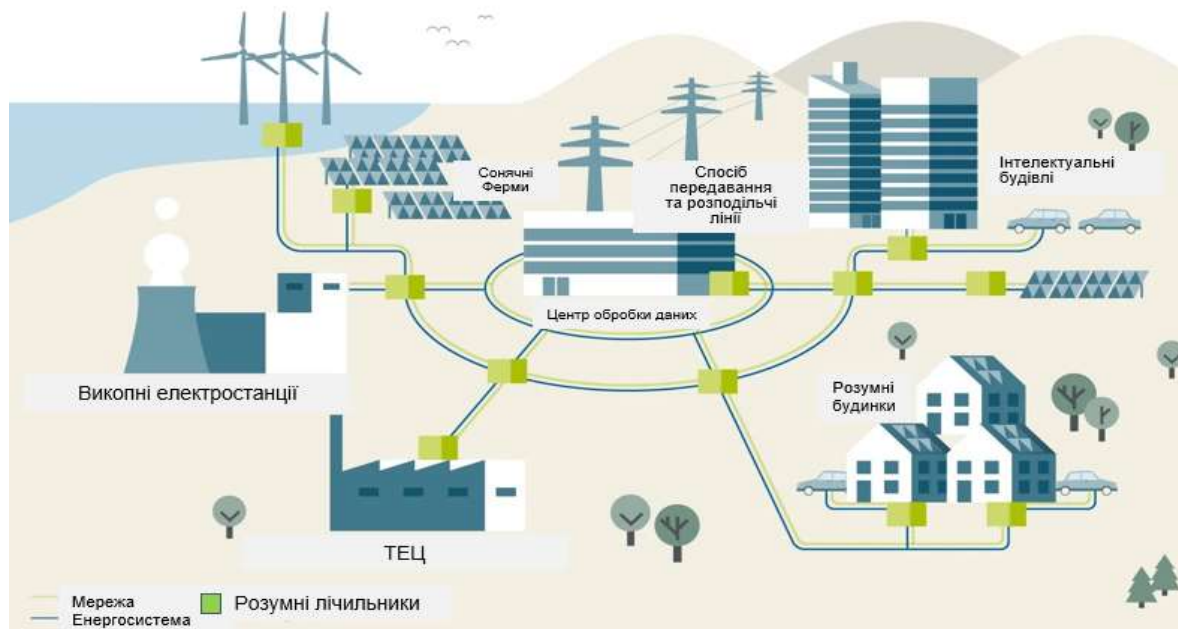 Сонячні
Ферми
Спосіб
передавання
та розподільчі
лінії
Інтелектуальні
будівлі
Центр обробки даних
Викопні електростанції
Розумні
будинки
ТЕЦ
Мережа
Енергосистема
Розумні лічильники